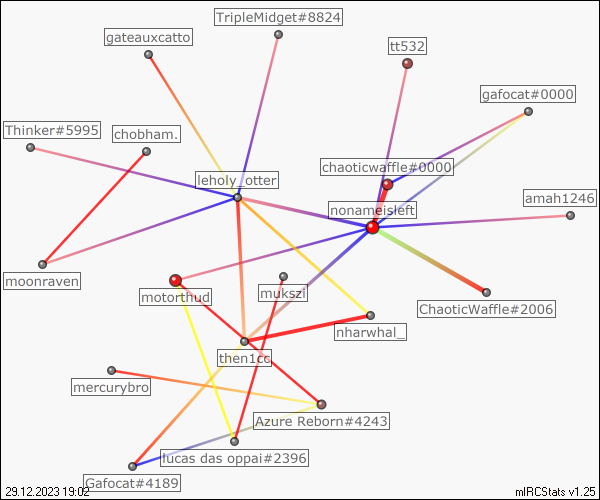 TripleMidget#8824
gateauxcatto
tt532
gafocat#0000
Thinker#5995
chobham.
chaoticwaffle#0000
leholy_otter
amah1246
nonameisleft
moonraven
motorthud
mukszi
ChaoticWaffle#2006
nharwhal_
then1cc
mercurybro
Azure Reborn#4243
lucas das oppai#2396
Gafocat#4189
29.12.2023 19:02
mIRCStats v1.25